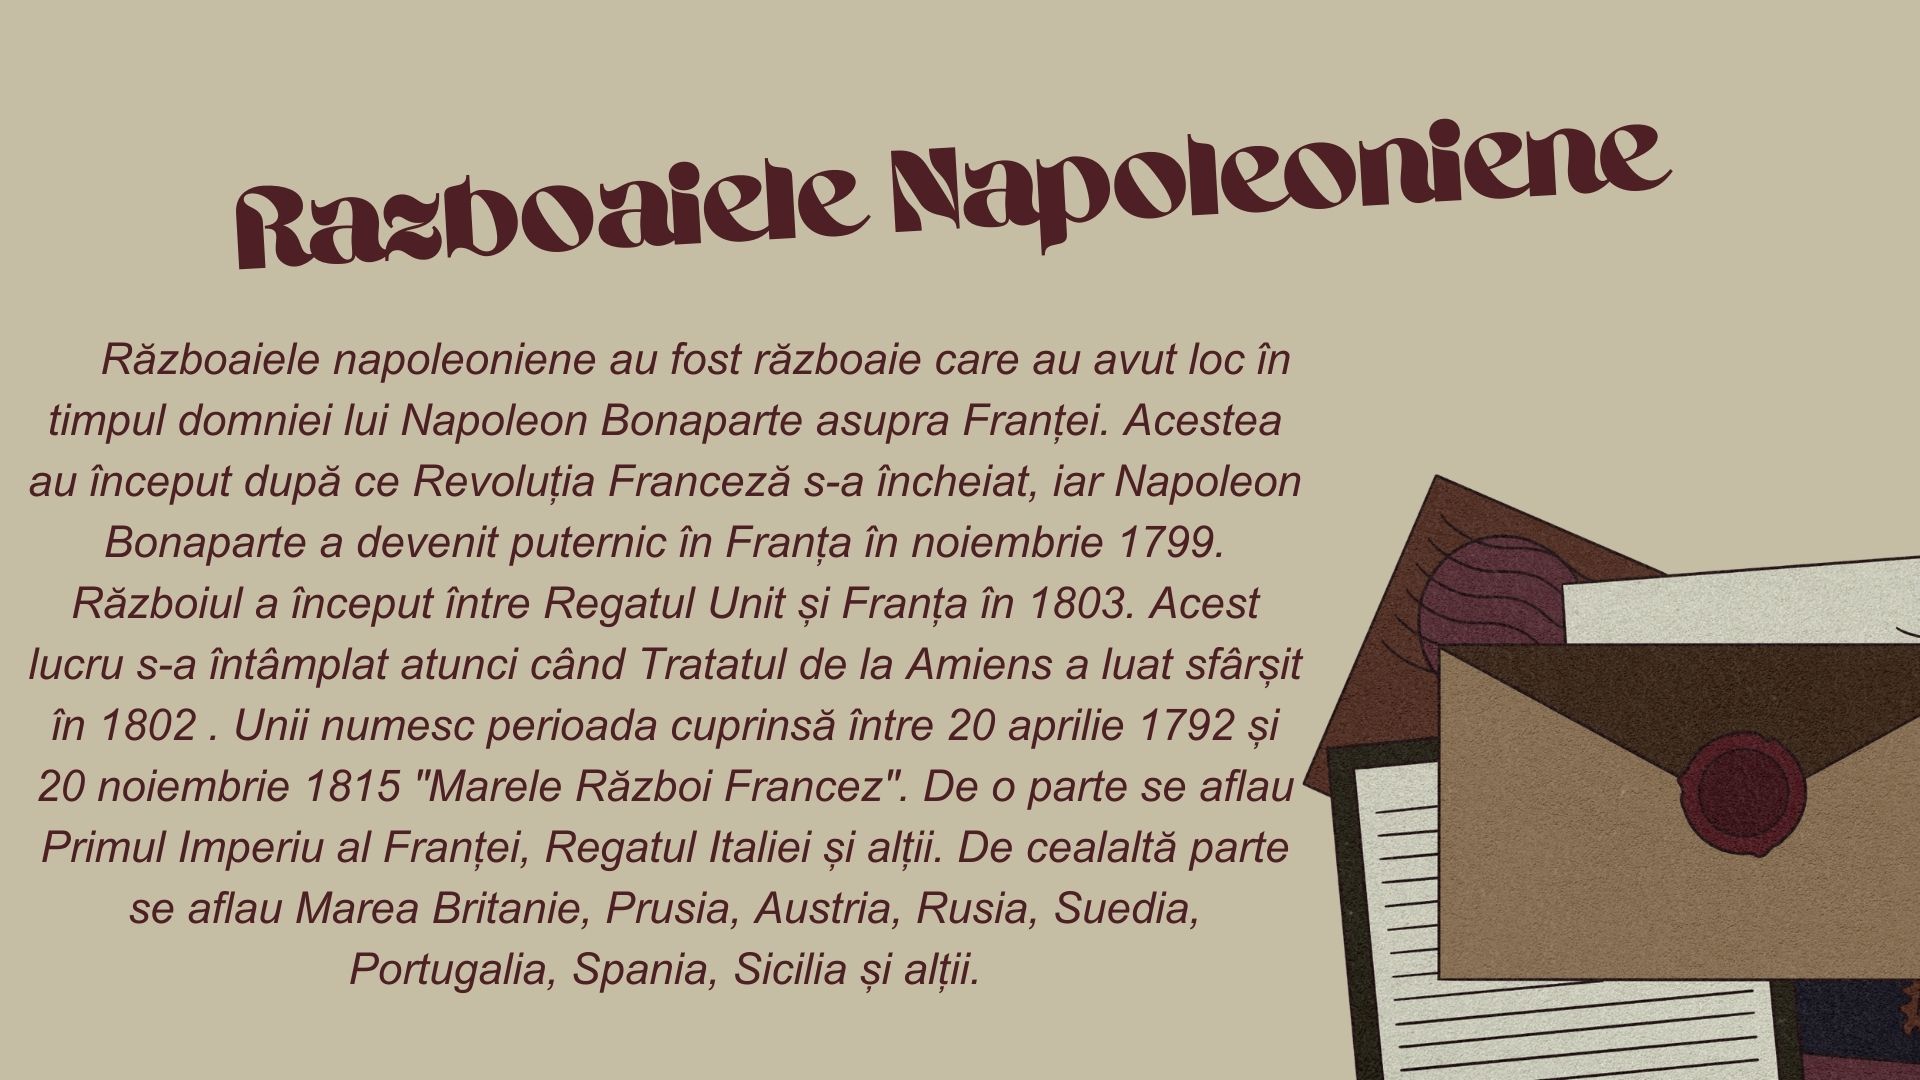 Razboaiele Napoleoniene
Războaiele napoleoniene au fost războaie care au avut loc în
timpul domniei lui Napoleon Bonaparte asupra Franței. Acestea
au început după ce Revoluția Franceză s-a încheiat, iar Napoleon
Bonaparte a devenit puternic în Franța în noiembrie 1799.
Războiul a început între Regatul Unit și Franța în 1803. Acest
lucru s-a întâmplat atunci când Tratatul de la Amiens a luat sfârșit
în 1802 . Unii numesc perioada cuprinsă între 20 aprilie 1792 și
20 noiembrie 1815 "Marele Război Francez". De o parte se aflau
Primul Imperiu al Franței, Regatul Italiei și alții. De cealaltă parte
se aflau Marea Britanie, Prusia, Austria, Rusia, Suedia,
Portugalia, Spania, Sicilia și alții.